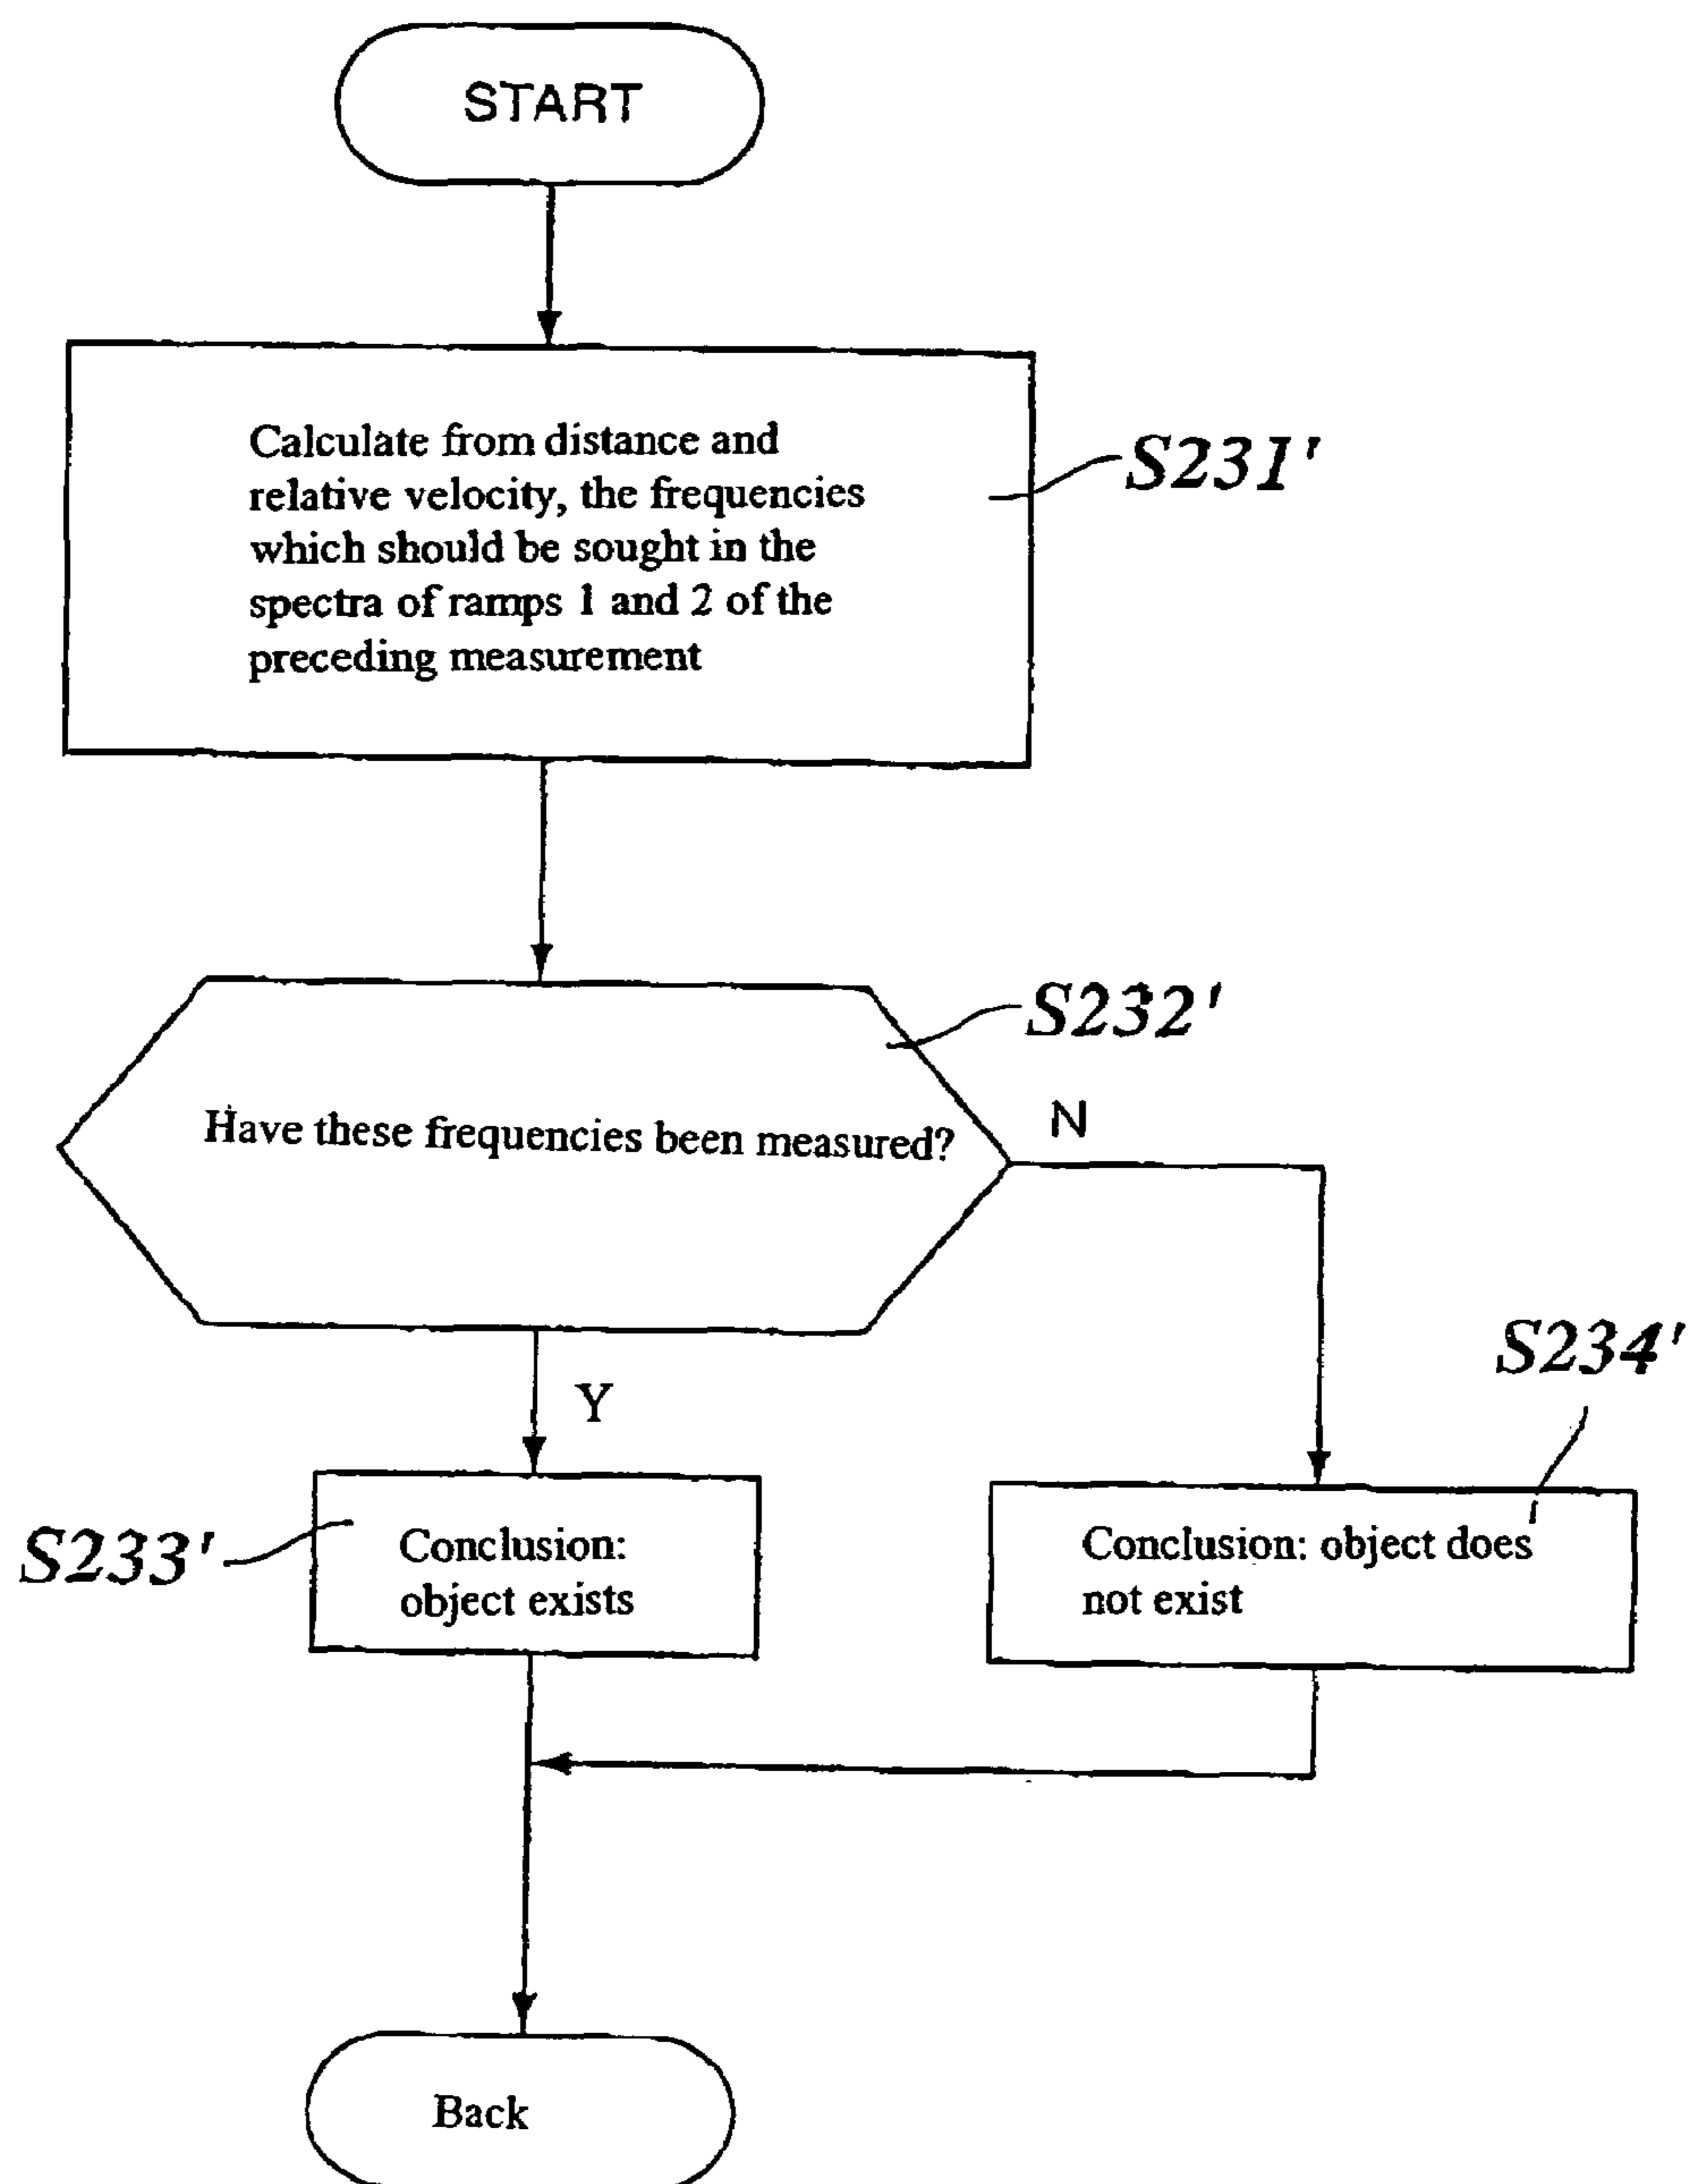 START
Calculate from distance and
relative velocity, the frequencies
which should be sought in the
spectra of ramps 1 and 2 of the
preceding measurement
S231'
S232'
Have these frequencies been measured?
N
Y
S234'
S233'
Conclusion:
object exists
Conclusion: object does
not exist
Back